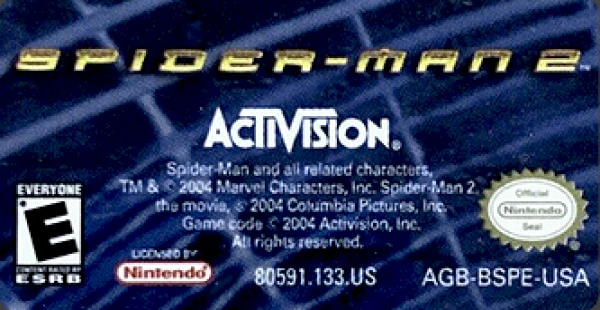 SPIDER-MAN 2™
ACTIVISION®
Spider-Man and all related characters,
TM & © 2004 Marvel Characters, Inc. Spider-Man 2,
the movie, © 2004 Columbia Pictures, Inc.
Game code © 2004 Activision, Inc.
All rights reserved.
EVERYONE
E
CONTENT RATED BY
ESRB
LICENSED BY
Nintendo
80591.133.US
AGB-BSPE-USA
Official
Nintendo
Seal